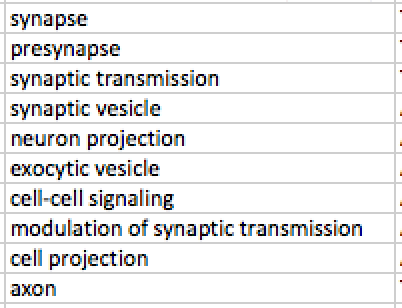 synapse
presynapse
synaptic transmission
synaptic vesicle
neuron projection
exocytic vesicle
cell-cell signaling
modulation of synaptic transmission
cell projection
axon